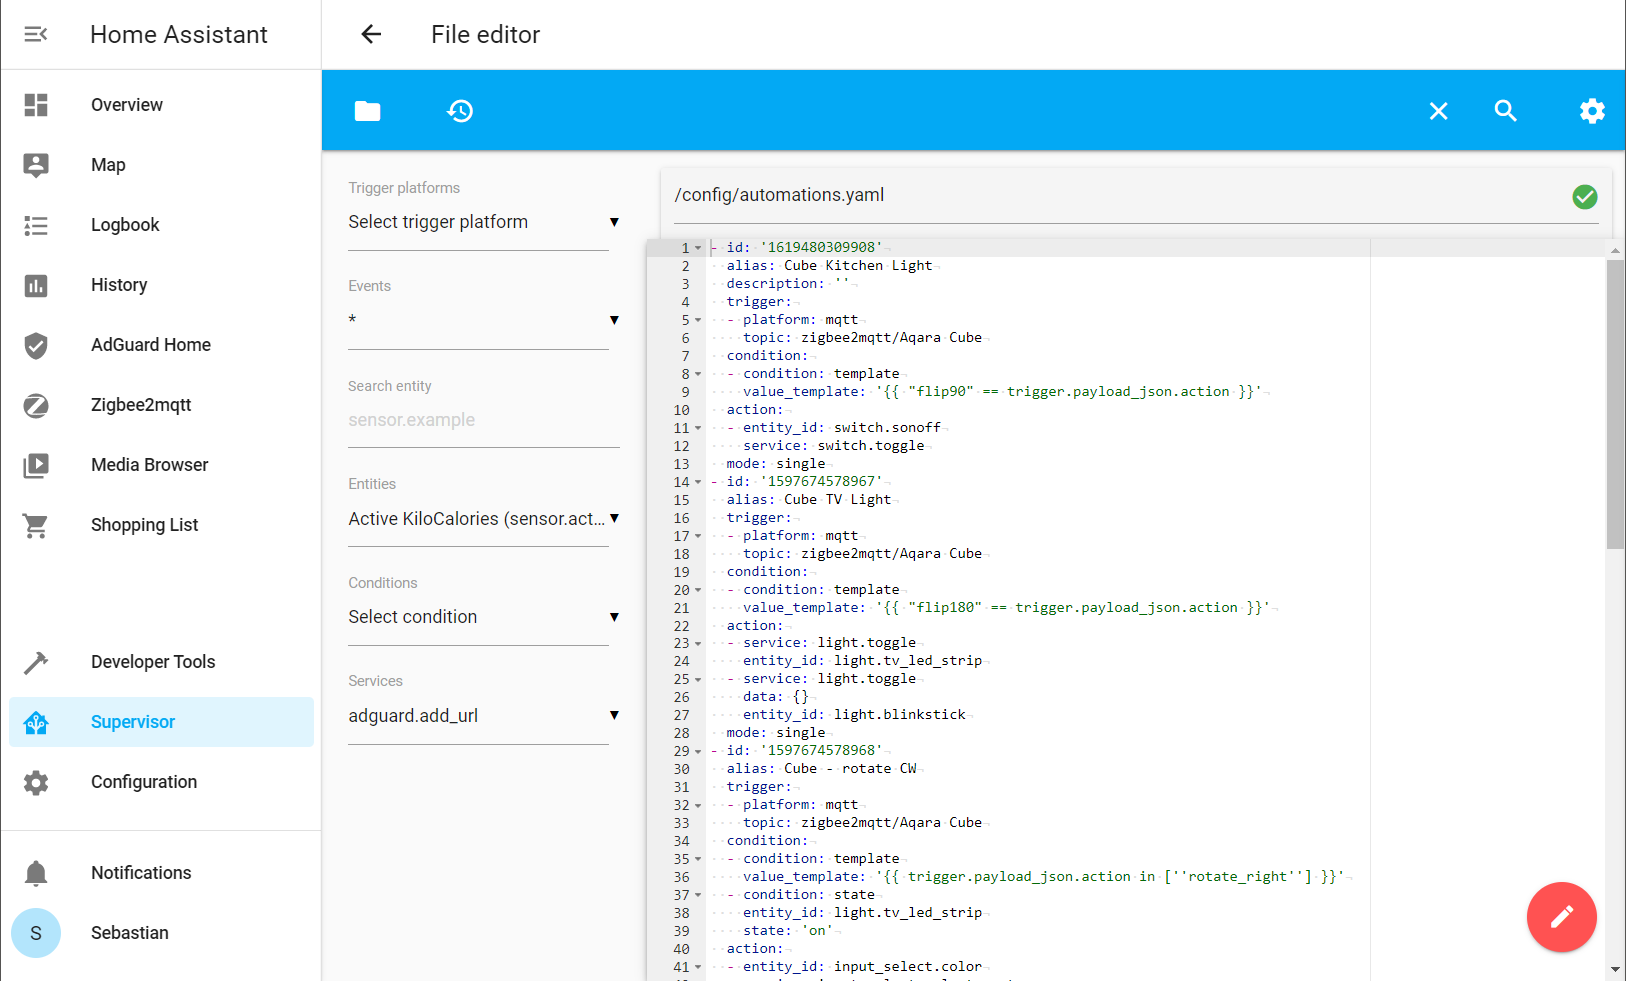 Home Assistant
Overview
Map
Logbook
History
AdGuard Home
Zigbee2mqtt
Media Browser
Shopping List
Developer Tools
Supervisor
Configuration
Notifications
S
Sebastian
File editor
Trigger platforms
Select trigger platform
Events
*
Search entity
sensor.example
Entities
Active KiloCalories (sensor.act...
Conditions
Select condition
Services
adguard.add_url
/config/automations.yaml
1 - id: '1619480309908'
2   alias: Cube Kitchen Light
3   description: ''
4   trigger:
5   - platform: mqtt
6     topic: zigbee2mqtt/Aqara Cube
7   condition:
8   - condition: template
9     value_template: '{{ "flip90" == trigger.payload_json.action }}'
10   action:
11   - entity_id: switch.sonoff
12     service: switch.toggle
13   mode: single
14 - id: '1597674578967'
15   alias: Cube TV Light
16   trigger:
17   - platform: mqtt
18     topic: zigbee2mqtt/Aqara Cube
19   condition:
20   - condition: template
21     value_template: '{{ "flip180" == trigger.payload_json.action }}'
22   action:
23   - service: light.toggle
24     entity_id: light.tv_led_strip
25   - service: light.toggle
26     data: {}
27     entity_id: light.blinkstick
28   mode: single
29 - id: '1597674578968'
30   alias: Cube - rotate CW
31   trigger:
32   - platform: mqtt
33     topic: zigbee2mqtt/Aqara Cube
34   condition:
35   - condition: template
36     value_template: '{{ trigger.payload_json.action in [''rotate_right''] }}'
37   - condition: state
38     entity_id: light.tv_led_strip
39     state: 'on'
40   action:
41   - entity_id: input_select.color